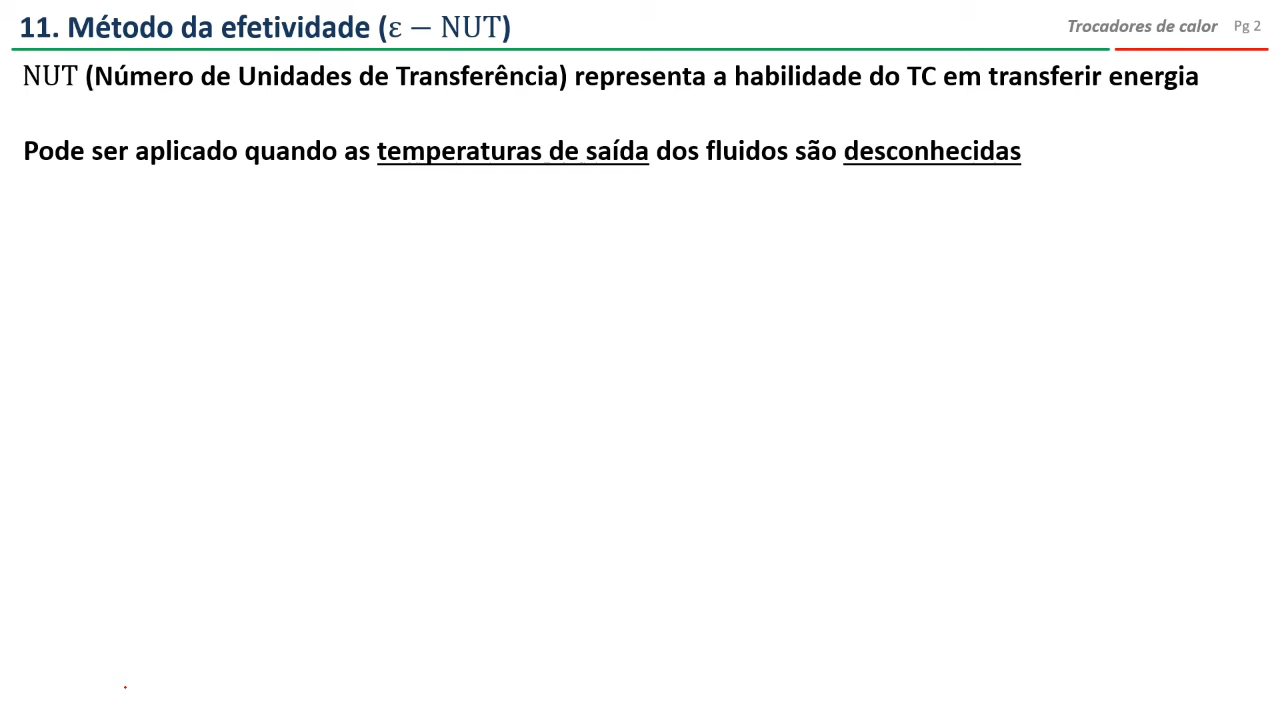 11. Método da efetividade (ε − NUT)
Trocadores de calor Pg 2
NUT (Número de Unidades de Transferência) representa a habilidade do TC em transferir energia
Pode ser aplicado quando as temperaturas de saída dos fluidos são desconhecidas